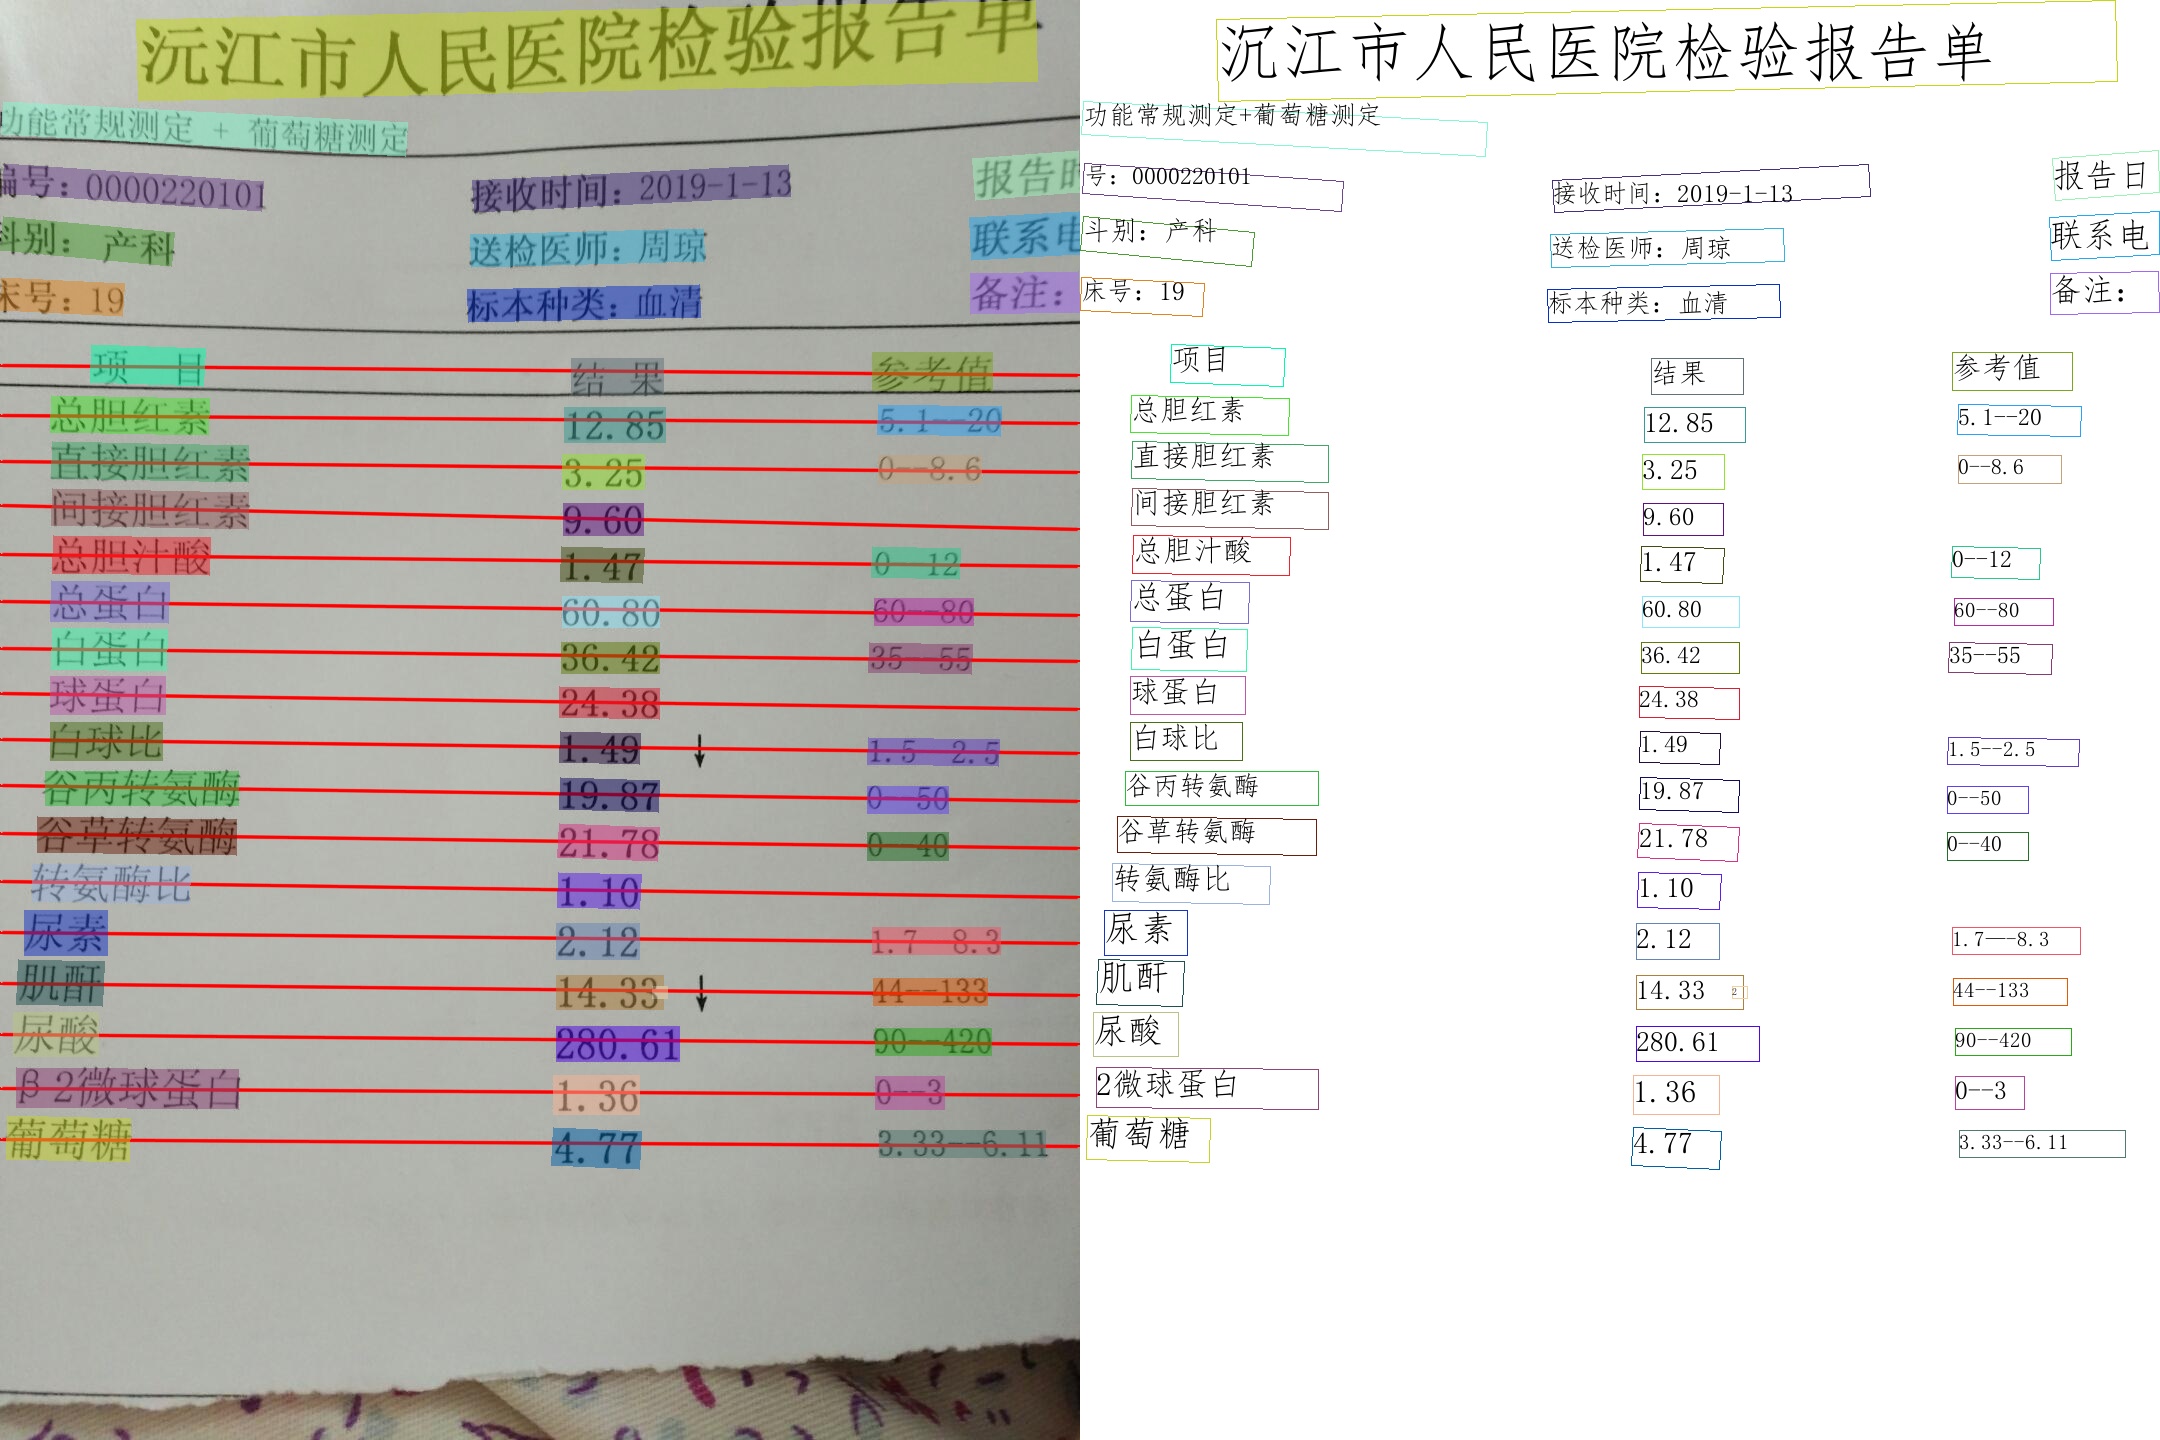 沅江市人民医院检验报告单
功能常规测定 + 葡萄糖测定
编号: 0000220101 接收时间: 2019-1-13 报告时
科别: 产科 送检医师: 周琼 联系电
床号: 19 标本种类: 血清 备注:
项 目 结 果 参考值
总胆红素 12.85 5.1--20
直接胆红素 3.25 0--8.6
间接胆红素 9.60
总胆汁酸 1.47 0--12
总蛋白 60.80 60--80
白蛋白 36.42 35--55
球蛋白 24.38
白球比 1.49 ↓ 1.5--2.5
谷丙转氨酶 19.87 0--50
谷草转氨酶 21.78 0--40
转氨酶比 1.10
尿素 2.12 1.7--8.3
肌酐 14.33 ↓ 44--133
尿酸 280.61 90--420
β2微球蛋白 1.36 0--3
葡萄糖 4.77 3.33--6.11
沉江市人民医院检验报告单
功能常规测定+葡萄糖测定
号: 0000220101 接收时间: 2019-1-13 报告日
斗别: 产科 送检医师: 周琼 联系电
床号: 19 标本种类: 血清 备注:
项目 结果 参考值
总胆红素 12.85 5.1--20
直接胆红素 3.25 0--8.6
间接胆红素 9.60
总胆汁酸 1.47 0--12
总蛋白 60.80 60--80
白蛋白 36.42 35--55
球蛋白 24.38
白球比 1.49 1.5--2.5
谷丙转氨酶 19.87 0--50
谷草转氨酶 21.78 0--40
转氨酶比 1.10
尿素 2.12 1.7--8.3
肌酐 14.33 2 44--133
尿酸 280.61 90--420
2微球蛋白 1.36 0--3
葡萄糖 4.77 3.33--6.11